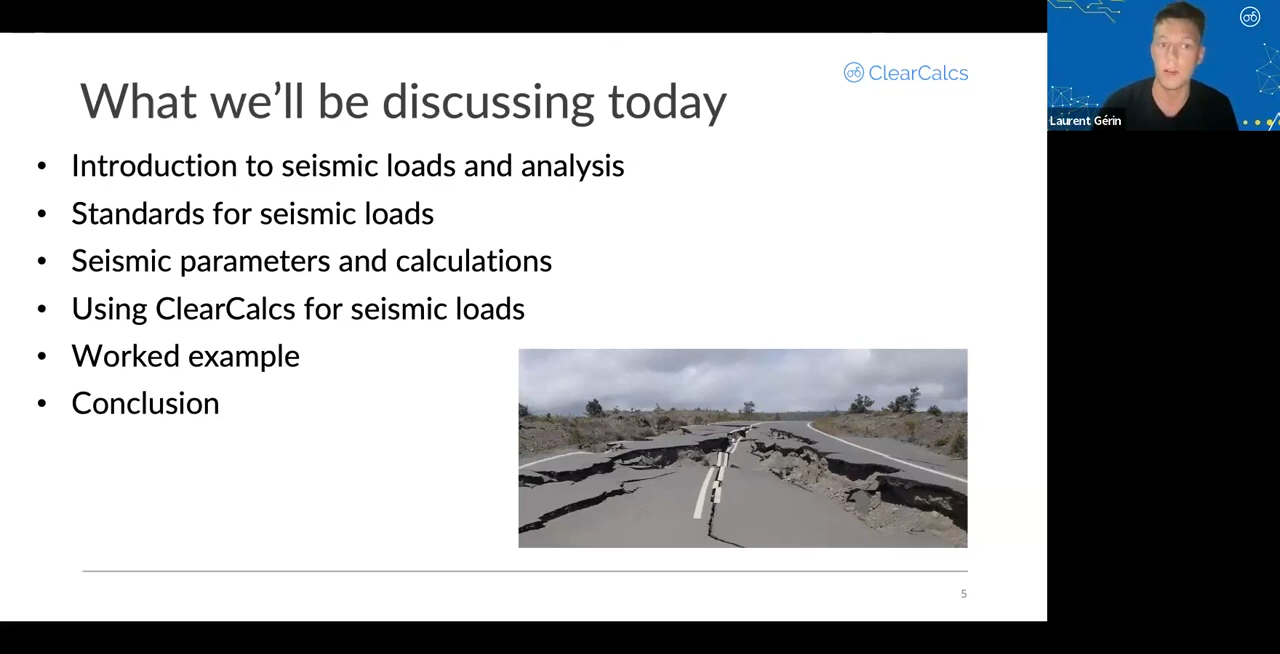 ClearCalcs
What we'll be discussing today
• Introduction to seismic loads and analysis
• Standards for seismic loads
• Seismic parameters and calculations
• Using ClearCalcs for seismic loads
• Worked example
• Conclusion
5
Laurent Gérin